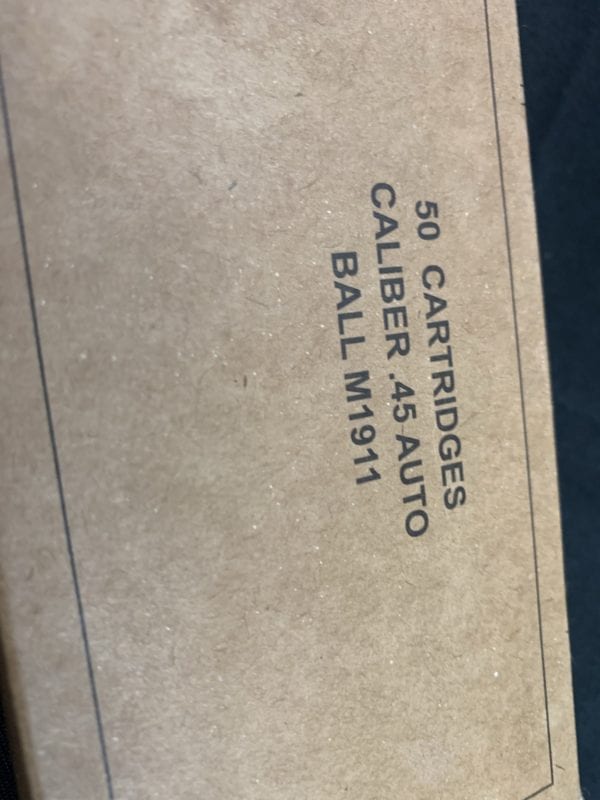 50 CARTRIDGES
CALIBER .45 AUTO
BALL M1911